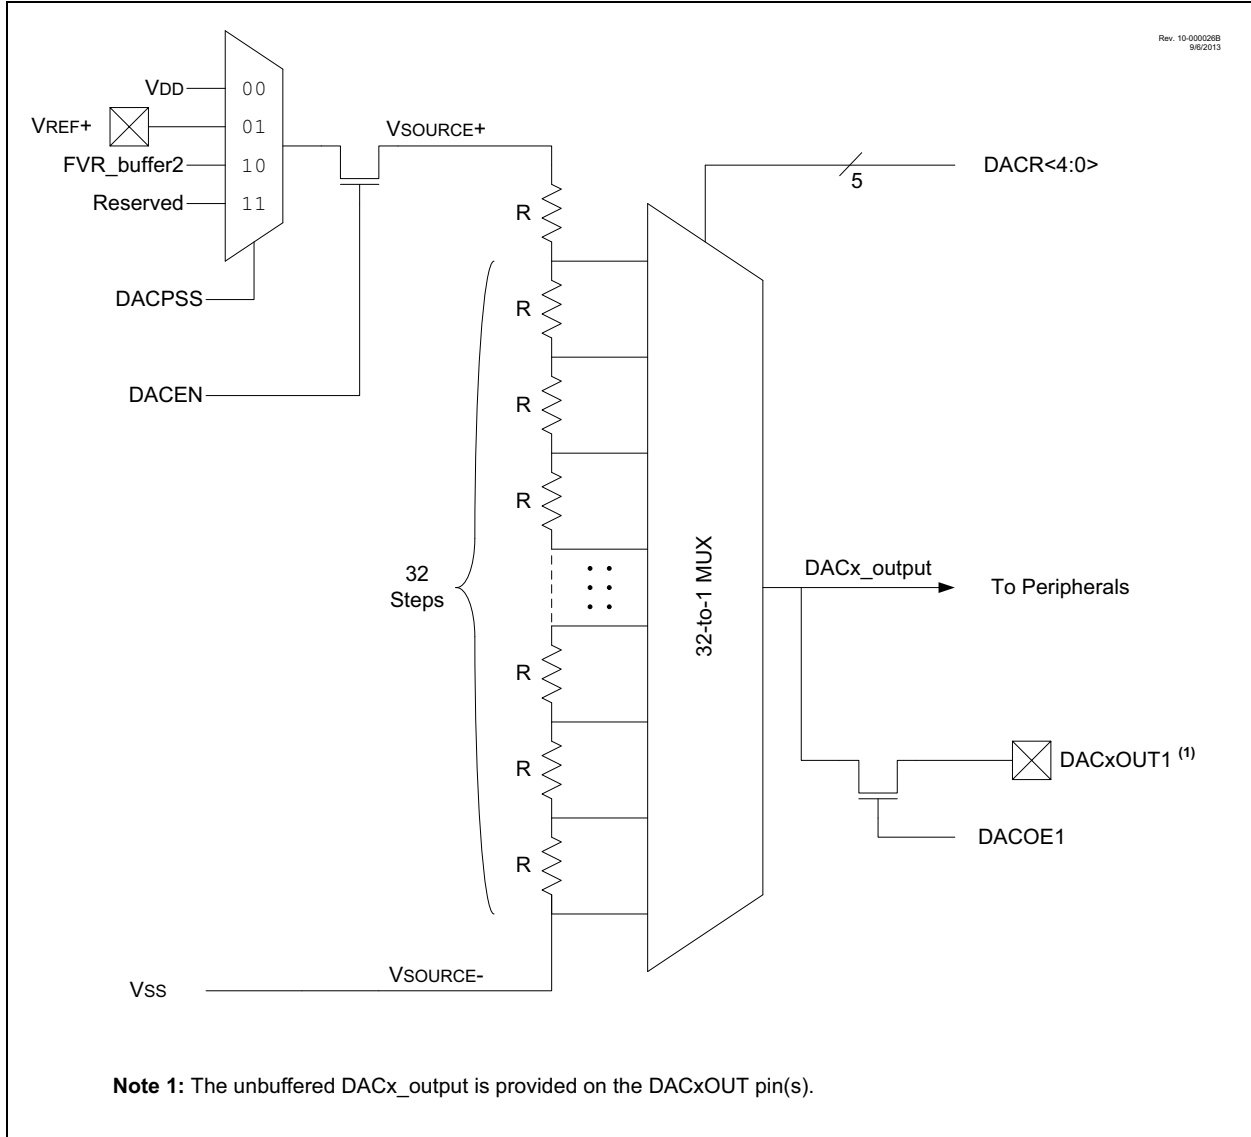 Rev. 10-000026B
9/6/2013
VDD
00
VREF+
01
VSOURCE+
FVR_buffer2
10
DACR<4:0>
5
Reserved
11
R
DACPSS
R
DACEN
R
R
32
Steps
32-to-1 MUX
DACx_output
To Peripherals
R
R
DACxOUT1 (1)
DACOE1
R
VSOURCE-
VSS
Note 1: The unbuffered DACx_output is provided on the DACxOUT pin(s).